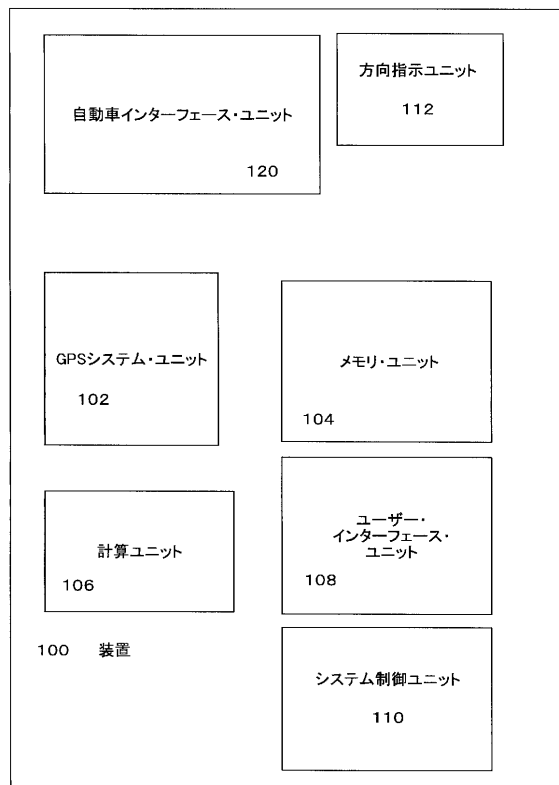 自動車インターフェース・ユニット
120
方向指示ユニット
112
GPSシステム・ユニット
102
メモリ・ユニット
104
計算ユニット
106
ユーザー・
インターフェース・
ユニット
108
100 装置
システム制御ユニット
110